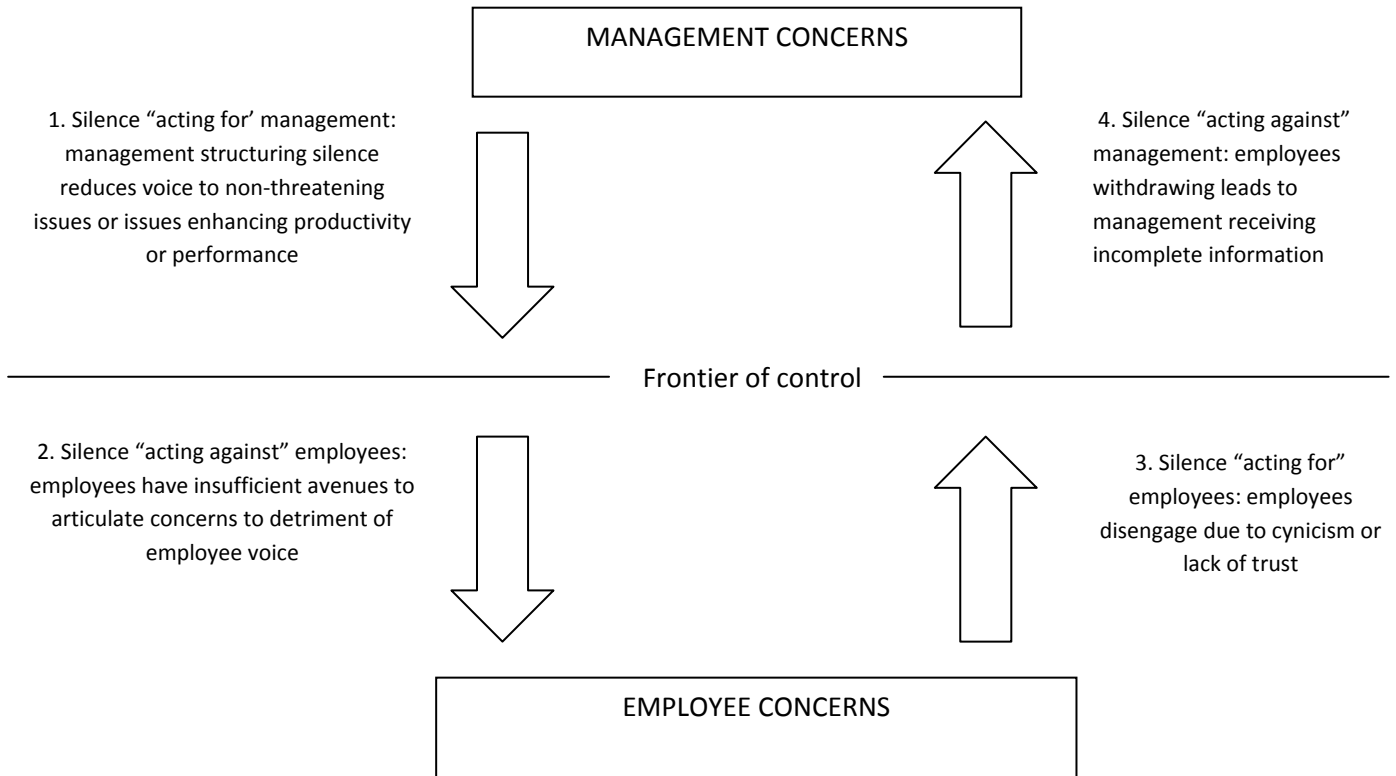 MANAGEMENT CONCERNS
1. Silence “acting for’ management:
management structuring silence
reduces voice to non-threatening
issues or issues enhancing productivity
or performance
4. Silence “acting against”
management: employees
withdrawing leads to
management receiving
incomplete information
Frontier of control
2. Silence “acting against” employees:
employees have insufficient avenues to
articulate concerns to detriment of
employee voice
3. Silence “acting for”
employees: employees
disengage due to cynicism or
lack of trust
EMPLOYEE CONCERNS